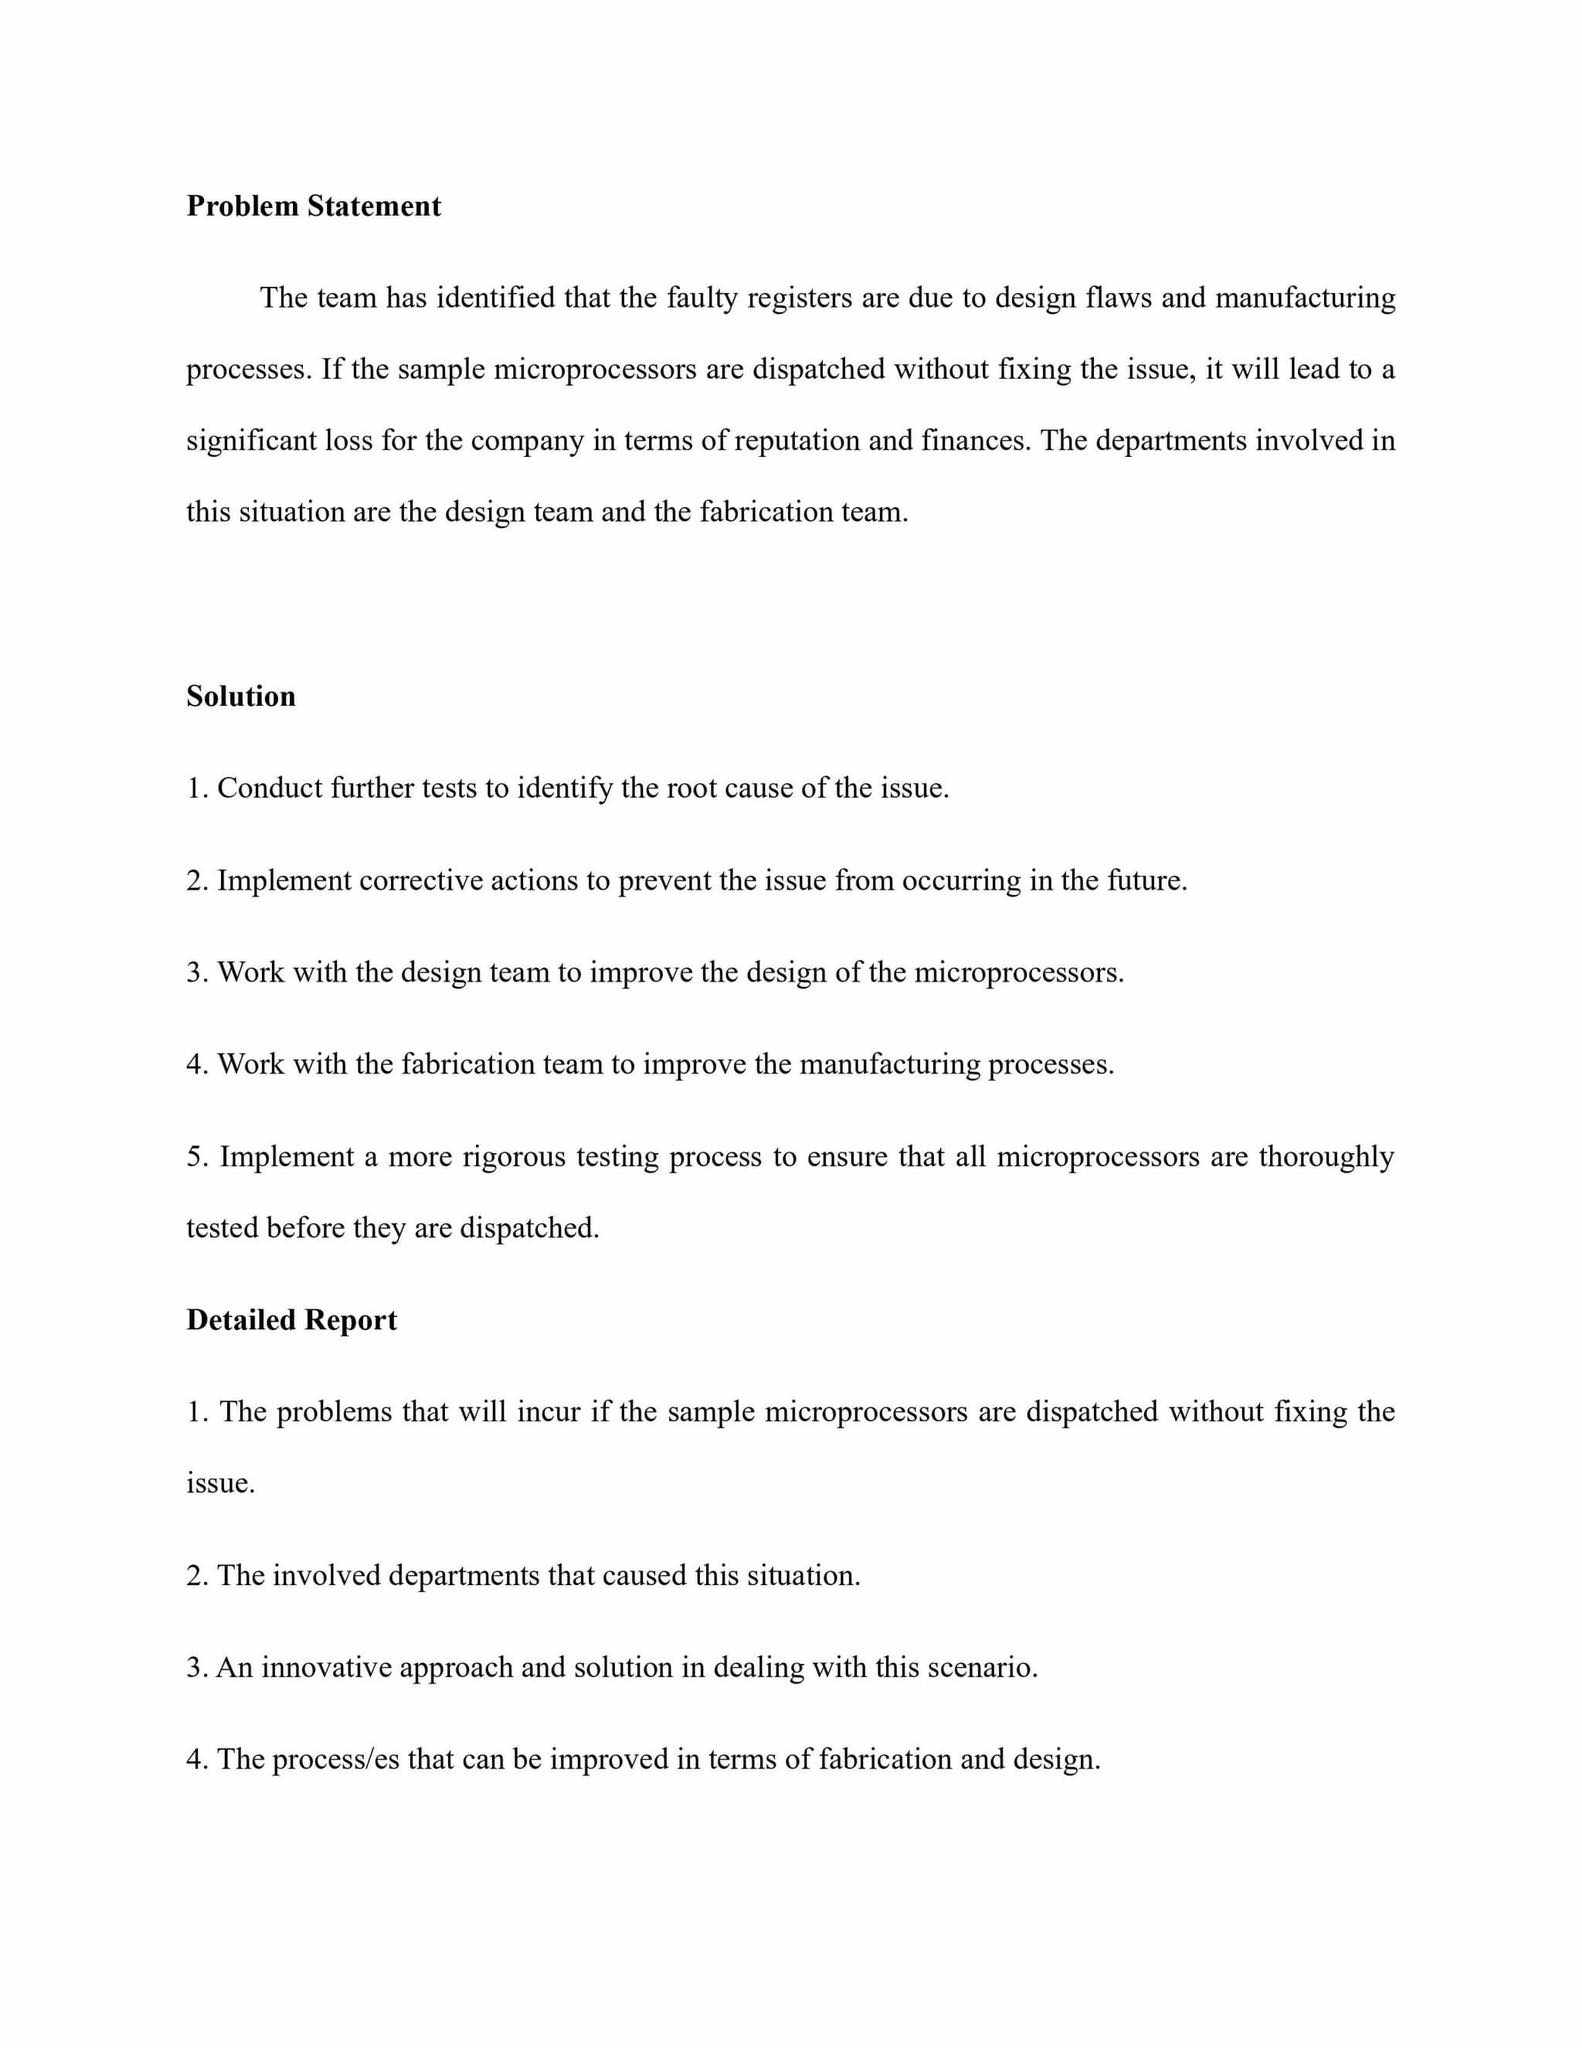 Problem Statement
The team has identified that the faulty registers are due to design flaws and manufacturing
processes. If the sample microprocessors are dispatched without fixing the issue, it will lead to a
significant loss for the company in terms of reputation and finances. The departments involved in
this situation are the design team and the fabrication team.
Solution
1. Conduct further tests to identify the root cause of the issue.
2. Implement corrective actions to prevent the issue from occurring in the future.
3. Work with the design team to improve the design of the microprocessors.
4. Work with the fabrication team to improve the manufacturing processes.
5. Implement a more rigorous testing process to ensure that all microprocessors are thoroughly
tested before they are dispatched.
Detailed Report
1. The problems that will incur if the sample microprocessors are dispatched without fixing the
issue.
2. The involved departments that caused this situation.
3. An innovative approach and solution in dealing with this scenario.
4. The process/es that can be improved in terms of fabrication and design.